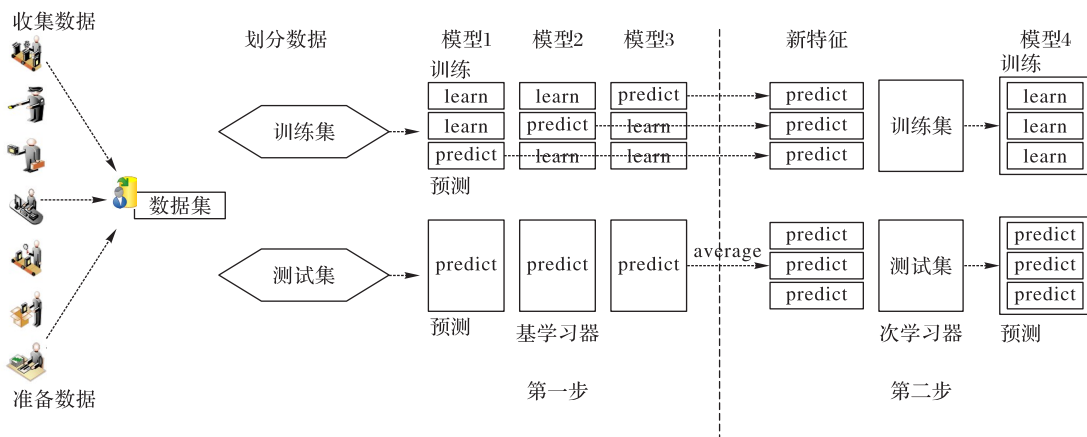 收集数据
准备数据
数据集
划分数据
训练集
测试集
模型1
模型2
模型3
训练
learn
learn
predict
learn
predict
learn
predict
learn
learn
预测
predict
predict
predict
预测
基学习器
第一步
average
新特征
predict
predict
predict
训练集
模型4
训练
learn
learn
learn
predict
predict
predict
测试集
predict
predict
predict
次学习器
预测
第二步